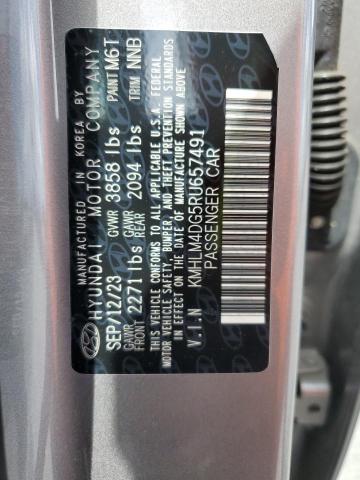 MANUFACTURED IN KOREA BY
HYUNDAI MOTOR COMPANY
SEP/12/23 GVWR 3858 lbs PAINT M6T
GAWR FRONT 2271 lbs GAWR REAR 2094 lbs TRIM NNB
THIS VEHICLE CONFORMS TO ALL APPLICABLE U.S.A. FEDERAL
MOTOR VEHICLE SAFETY, BUMPER, AND THEFT PREVENTION STANDARDS
IN EFFECT ON THE DATE OF MANUFACTURE SHOWN ABOVE.
V.I.N KMHLM4DG5RU657491
PASSENGER CAR